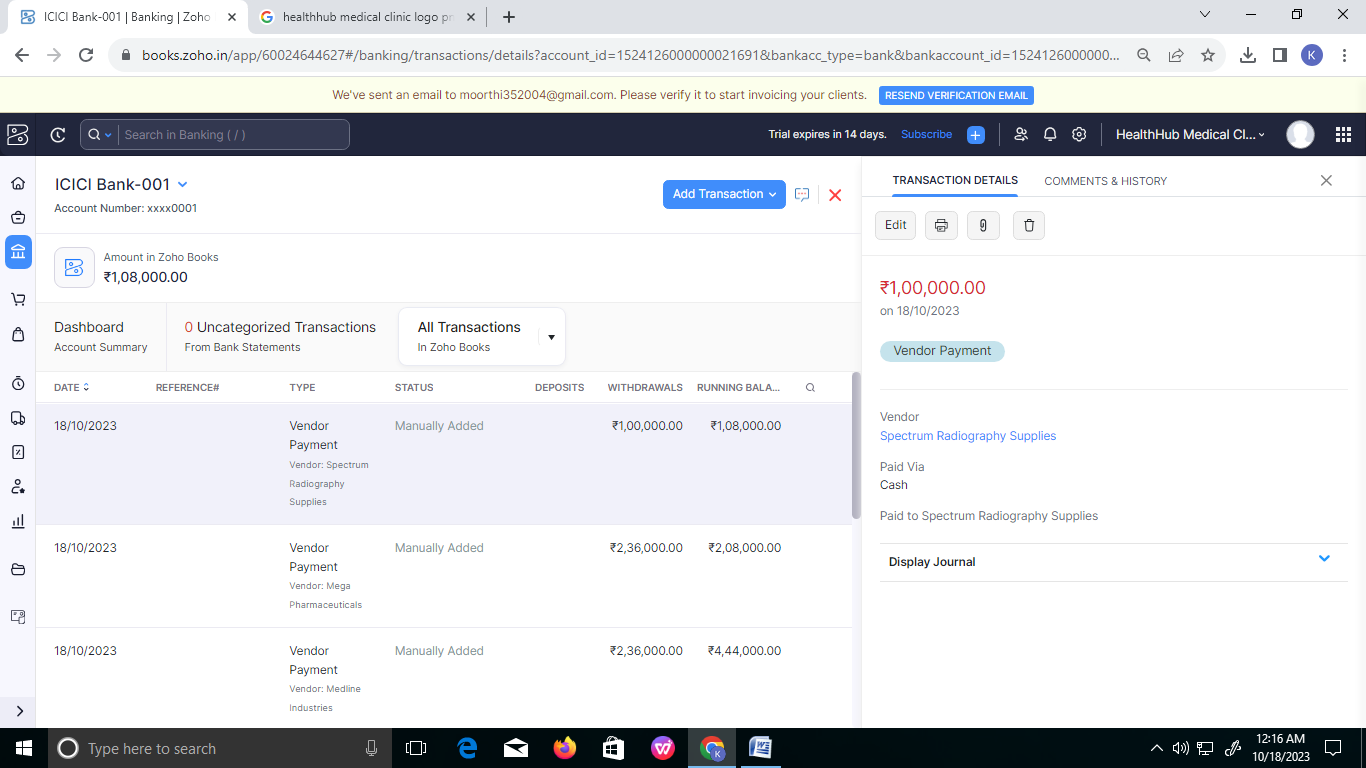 ICICI Bank-001 | Banking | Zoho
healthhub medical clinic logo pn
books.zoho.in/app/60024644627#/banking/transactions/details?account_id=1524126000000021691&bankacc_type=bank&bankaccount_id=1524126000000...
K
We've sent an email to moorthi352004@gmail.com. Please verify it to start invoicing your clients. RESEND VERIFICATION EMAIL
Search in Banking ( / )
Trial expires in 14 days. Subscribe
HealthHub Medical Cl...
ICICI Bank-001
Account Number: xxxx0001
Add Transaction
Amount in Zoho Books
₹1,08,000.00
Dashboard
Account Summary
0 Uncategorized Transactions
From Bank Statements
All Transactions
In Zoho Books
DATE REFERENCE# TYPE STATUS DEPOSITS WITHDRAWALS RUNNING BALA...
18/10/2023 Vendor Manually Added ₹1,00,000.00 ₹1,08,000.00
Payment
Vendor: Spectrum
Radiography
Supplies
18/10/2023 Vendor Manually Added ₹2,36,000.00 ₹2,08,000.00
Payment
Vendor: Mega
Pharmaceuticals
18/10/2023 Vendor Manually Added ₹2,36,000.00 ₹4,44,000.00
Payment
Vendor: Medline
Industries
TRANSACTION DETAILS COMMENTS & HISTORY
Edit
₹1,00,000.00
on 18/10/2023
Vendor Payment
Vendor
Spectrum Radiography Supplies
Paid Via
Cash
Paid to Spectrum Radiography Supplies
Display Journal
Type here to search
12:16 AM
10/18/2023